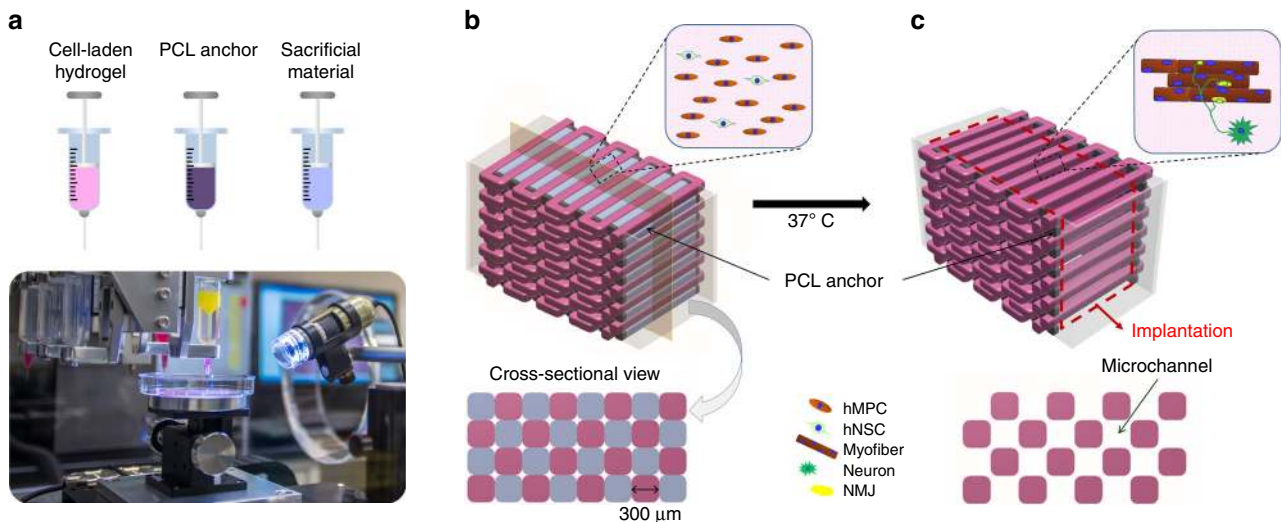 a
Cell-laden
hydrogel
PCL anchor
Sacrificial
material
b
37° C
PCL anchor
Cross-sectional view
300 µm
hMPC
hNSC
Myofiber
Neuron
NMJ
c
Implantation
Microchannel